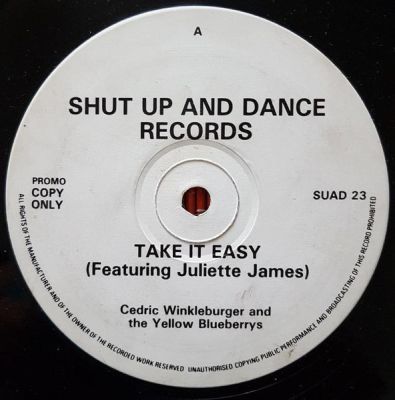 A
SHUT UP AND DANCE
RECORDS
PROMO
COPY
ONLY
SUAD 23
TAKE IT EASY
(Featuring Juliette James)
Cedric Winkleburger and
the Yellow Blueberrys
ALL RIGHTS OF THE MANUFACTURER AND OF THE OWNER OF THE RECORDED WORK RESERVED UNAUTHORISED COPYING PUBLIC PERFORMANCE AND BROADCASTING OF THIS RECORD PROHIBITED